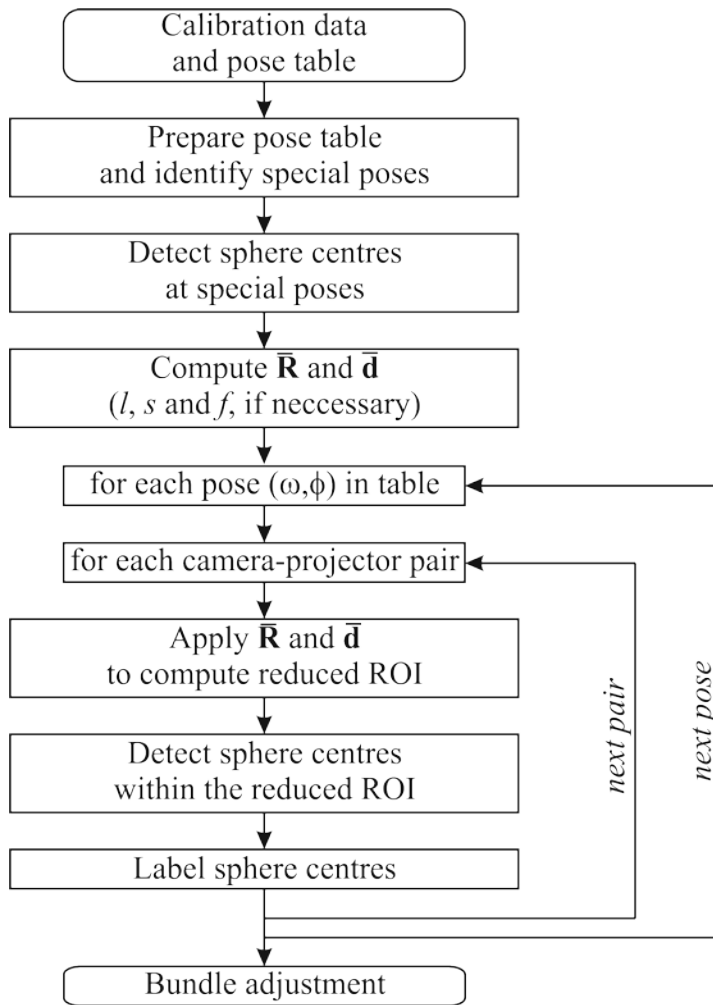 Calibration data
and pose table
Prepare pose table
and identify special poses
Detect sphere centres
at special poses
Compute R̄ and d̄
(l, s and f, if neccessary)
for each pose (ω,ϕ) in table
for each camera-projector pair
Apply R̄ and d̄
to compute reduced ROI
Detect sphere centres
within the reduced ROI
Label sphere centres
next pair
next pose
Bundle adjustment